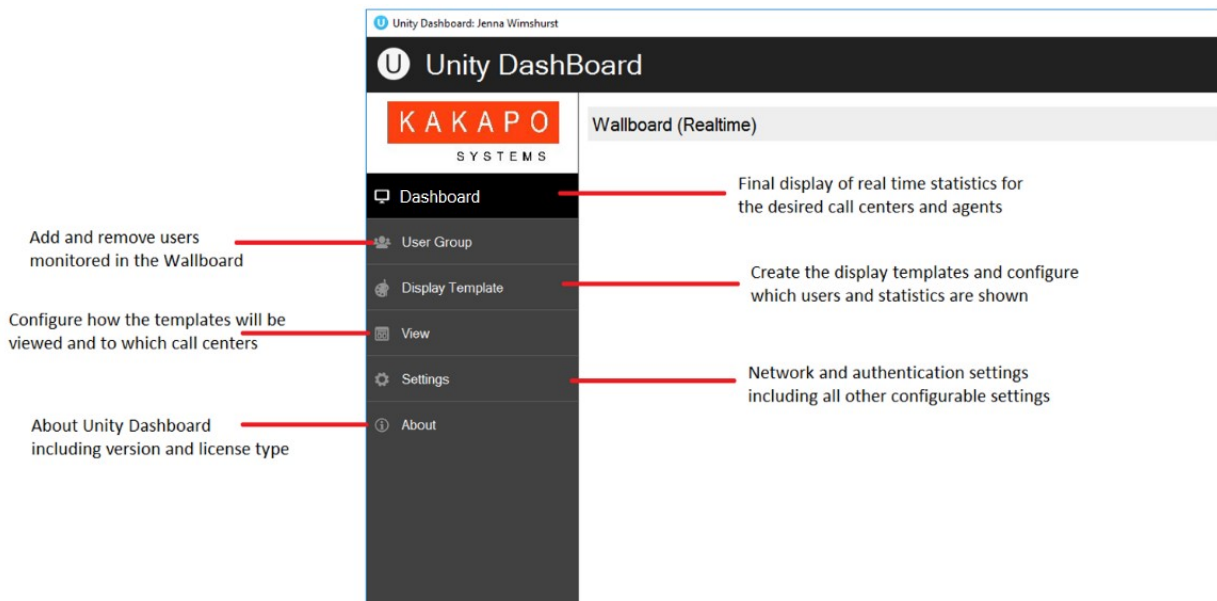 Unity Dashboard: Jenna Wimshurst
U Unity DashBoard
KAKAPO
SYSTEMS
Wallboard (Realtime)
Dashboard
Final display of real time statistics for
the desired call centers and agents
Add and remove users
monitored in the Wallboard
User Group
Display Template
Create the display templates and configure
which users and statistics are shown
Configure how the templates will be
viewed and to which call centers
View
Settings
Network and authentication settings
including all other configurable settings
About Unity Dashboard
including version and license type
About